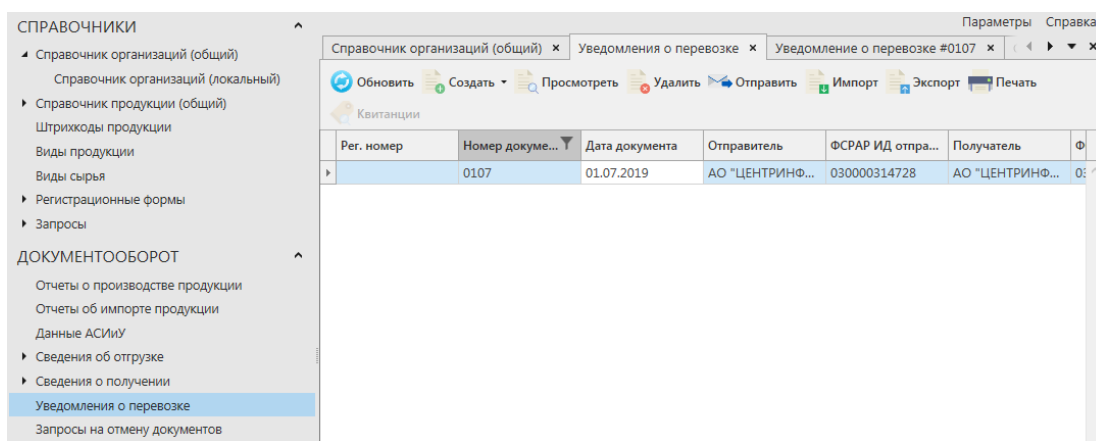 СПРАВОЧНИКИ
Справочник организаций (общий)
Справочник организаций (локальный)
Справочник продукции (общий)
Штрихкоды продукции
Виды продукции
Виды сырья
Регистрационные формы
Запросы
ДОКУМЕНТООБОРОТ
Отчеты о производстве продукции
Отчеты об импорте продукции
Данные АСИиУ
Сведения об отгрузке
Сведения о получении
Уведомления о перевозке
Запросы на отмену документов
Параметры Справка
Справочник организаций (общий) × Уведомления о перевозке × Уведомление о перевозке #0107 ×
Обновить Создать Просмотреть Удалить Отправить Импорт Экспорт Печать
Квитанции
Рег. номер Номер докуме... Дата документа Отправитель ФСРАР ИД отпра... Получатель Ф
0107 01.07.2019 АО "ЦЕНТРИНФ... 030000314728 АО "ЦЕНТРИНФ... 03